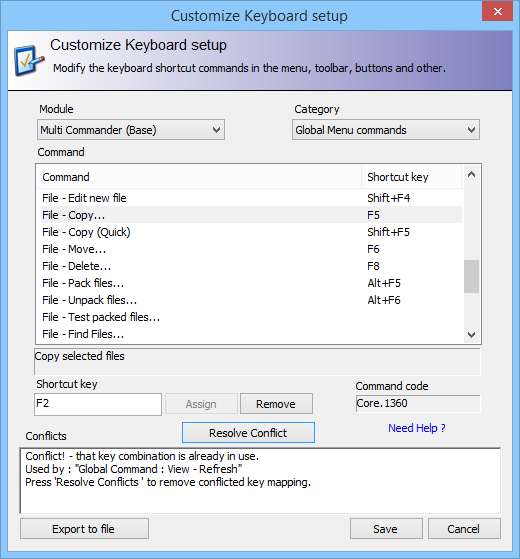 Customize Keyboard setup
Customize Keyboard setup
Modify the keyboard shortcut commands in the menu, toolbar, buttons and other.
Module Category
Multi Commander (Base) Global Menu commands
Command
Command Shortcut key
File - Edit new file Shift+F4
File - Copy... F5
File - Copy (Quick) Shift+F5
File - Move... F6
File - Delete... F8
File - Pack files... Alt+F5
File - Unpack files... Alt+F6
File - Test packed files...
File - Find Files...
Copy selected files
Shortcut key Command code
F2 Assign Remove Core.1360
Resolve Conflict Need Help ?
Conflicts
Conflict! - that key combination is already in use.
Used by : "Global Command : View - Refresh"
Press 'Resolve Conflicts ' to remove conflicted key mapping.
Export to file Save Cancel